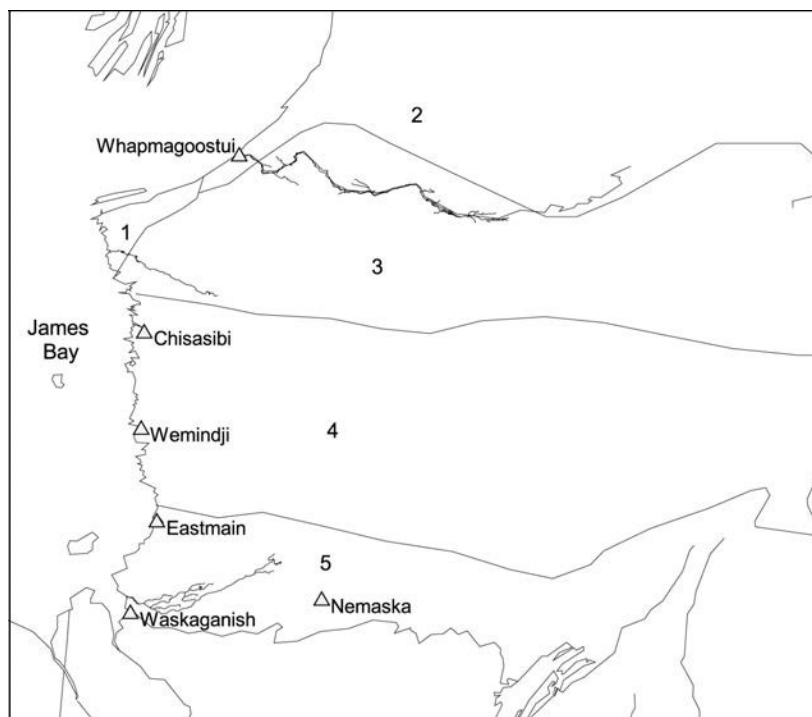 2
Whapmagoostui
1
3
James
Bay
Chisasibi
Wemindji
4
Eastmain
5
Nemaska
Waskaganish